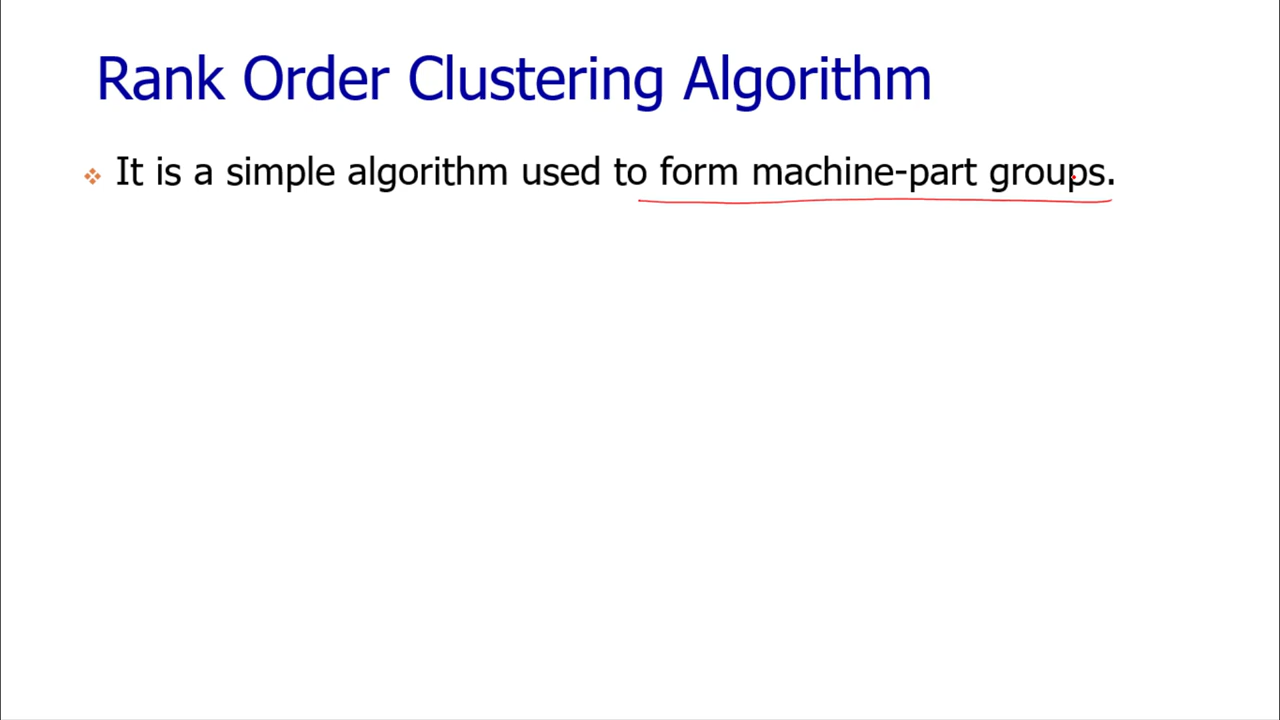 Rank Order Clustering Algorithm
❖ It is a simple algorithm used to form machine-part groups.